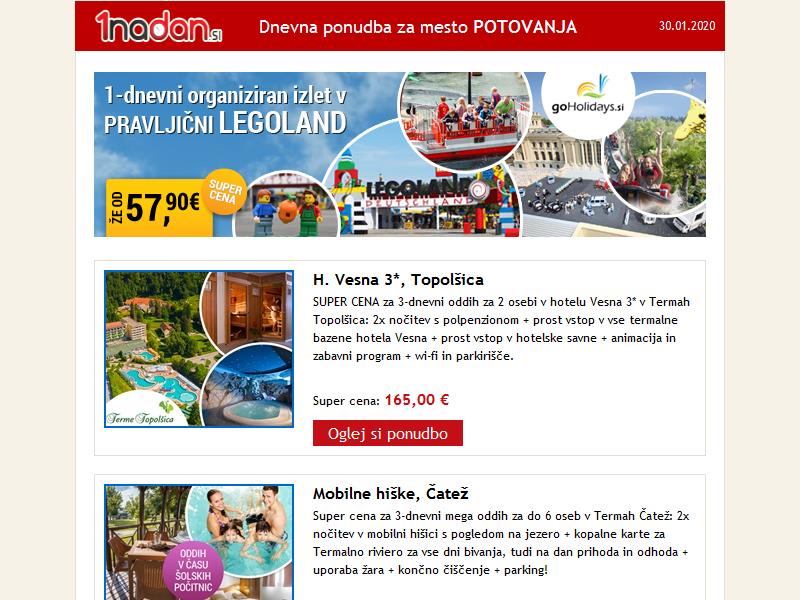 1nadan.si
Dnevna ponudba za mesto POTOVANJA
30.01.2020
1-dnevni organiziran izlet v
PRAVLJIČNI LEGOLAND
goHolidays.si
ŽE OD 57,90€
SUPER
CENA
LEGOLAND
DEUTSCHLAND
H. Vesna 3*, Topolšica
SUPER CENA za 3-dnevni oddih za 2 osebi v hotelu Vesna 3* v Termah
Topolšica: 2x nočitev s polpenzionom + prost vstop v vse termalne
bazene hotela Vesna + prost vstop v hotelske savne + animacija in
zabavni program + wi-fi in parkirišče.
Terme Topolšica
Super cena: 165,00 €
Oglej si ponudbo
Mobilne hiške, Čatež
Super cena za 3-dnevni mega oddih za do 6 oseb v Termah Čatež: 2x
nočitev v mobilni hišici s pogledom na jezero + kopalne karte za
Termalno riviero za vse dni bivanja, tudi na dan prihoda in odhoda +
uporaba žara + končno čiščenje + parking!
ODDIH
V ČASU
ŠOLSKIH
POČITNIC